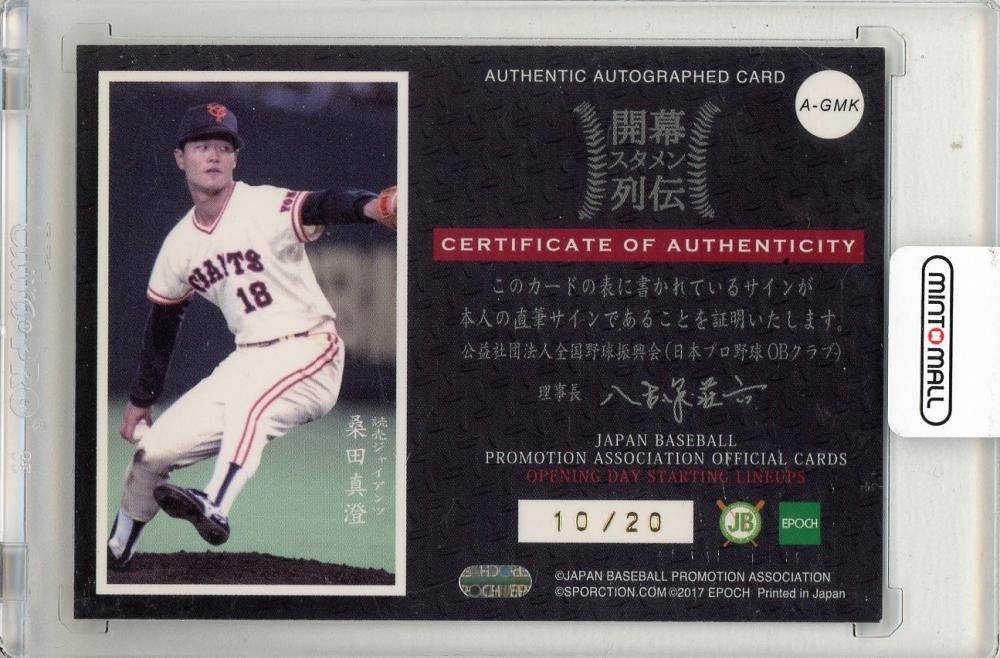 AUTHENTIC AUTOGRAPHED CARD
A-GMK
開幕
スタメン
列伝
CERTIFICATE OF AUTHENTICITY
このカードの表に書かれているサインが
本人の直筆サインであることを証明いたします。
公益社団法人全国野球振興会(日本プロ野球OBクラブ)
理事長
JAPAN BASEBALL
PROMOTION ASSOCIATION OFFICIAL CARDS
OPENING DAY STARTING LINEUPS
10/20
JB
EPOCH
©JAPAN BASEBALL PROMOTION ASSOCIATION
©SPORCTION.COM©2017 EPOCH Printed in Japan
読売ジャイアンツ
桑田真澄
GIANTS
18
MINT MALL